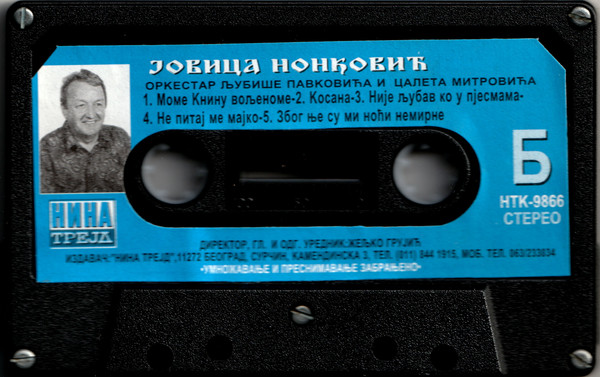 ЈОВИЦА НОНКОВИЋ
ОРКЕСТАР ЉУБИШЕ ПАВКОВИЋА И ЦАЛЕТА МИТРОВИЋА
1. Моме Книну вољеноме-2. Косана-3. Није љубав ко у пјесмама-
4. Не питај ме мајко-5. Због ње су ми ноћи немирне
Б
НТК-9866
СТЕРЕО
НИНА
ТРЕЈД
ДИРЕКТОР, ГЛ. И ОДГ. УРЕДНИК:ЖЕЉКО ГРУЈИЋ
ИЗДАВАЧ:"НИНА ТРЕЈД",11272 БЕОГРАД, СУРЧИН, КАМЕНДИНСКА 3, ТЕЛ. (011) 844 1915, МОБ. ТЕЛ. 063/233834
•УМНОЖАВАЊЕ И ПРЕСНИМАВАЊЕ ЗАБРАЊЕНО•